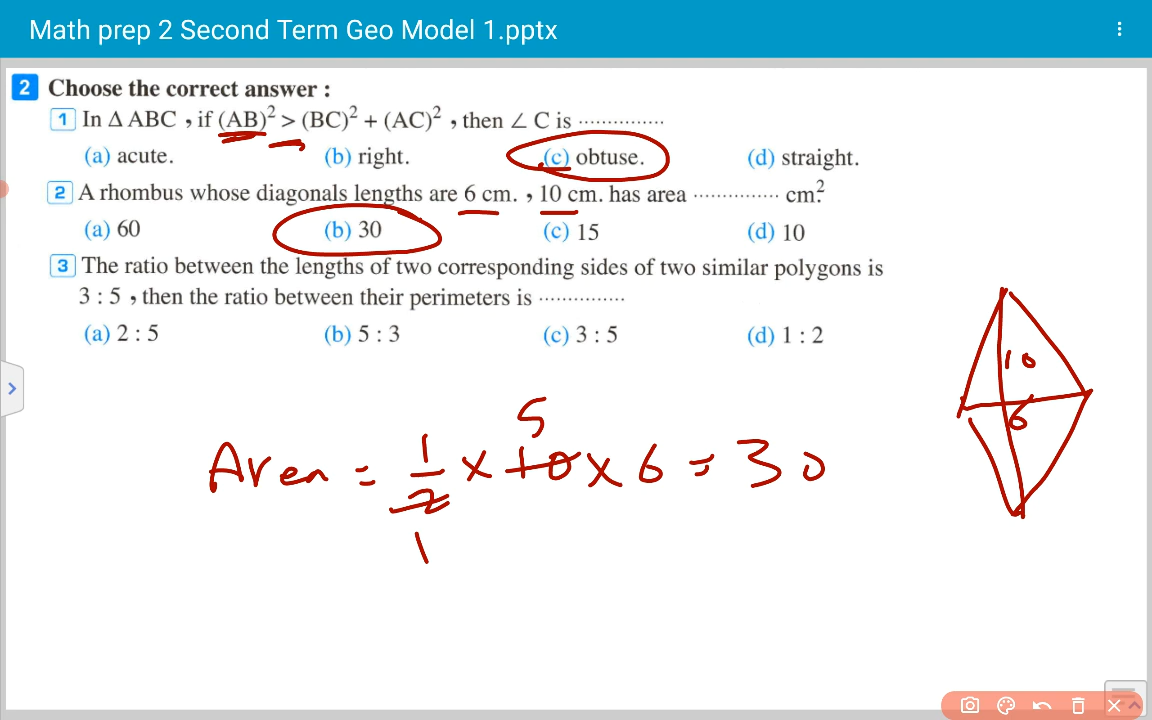 Math prep 2 Second Term Geo Model 1.pptx
2 Choose the correct answer :
1 In Δ ABC , if (AB)² > (BC)² + (AC)² , then ∠ C is ...............
(a) acute. (b) right. (c) obtuse. (d) straight.
2 A rhombus whose diagonals lengths are 6 cm. , 10 cm. has area .............. cm².
(a) 60 (b) 30 (c) 15 (d) 10
3 The ratio between the lengths of two corresponding sides of two similar polygons is
3 : 5 , then the ratio between their perimeters is ...............
(a) 2 : 5 (b) 5 : 3 (c) 3 : 5 (d) 1 : 2
10
6
5
Area = 1/2 × 10 × 6 = 30
1